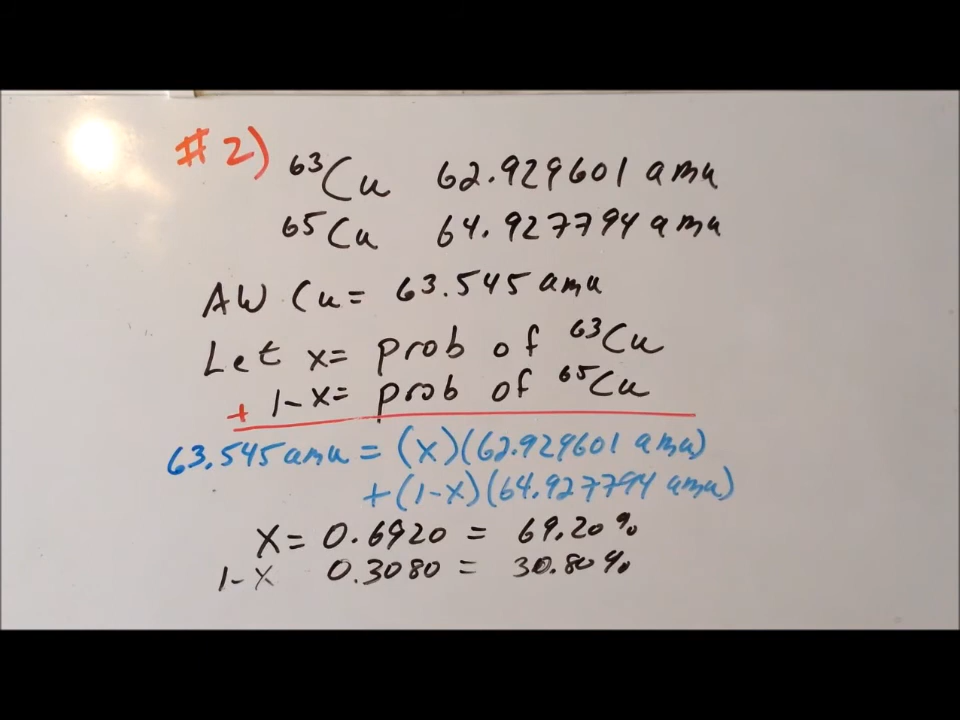 #2) ⁶³Cu 62.929601 amu
⁶⁵Cu 64.927794 amu
AW Cu = 63.545 amu
Let x = prob of ⁶³Cu
+ 1-x = prob of ⁶⁵Cu
63.545 amu = (x)(62.929601 amu)
+(1-x)(64.927794 amu)
x = 0.6920 = 69.20%
1-x 0.3080 = 30.80%